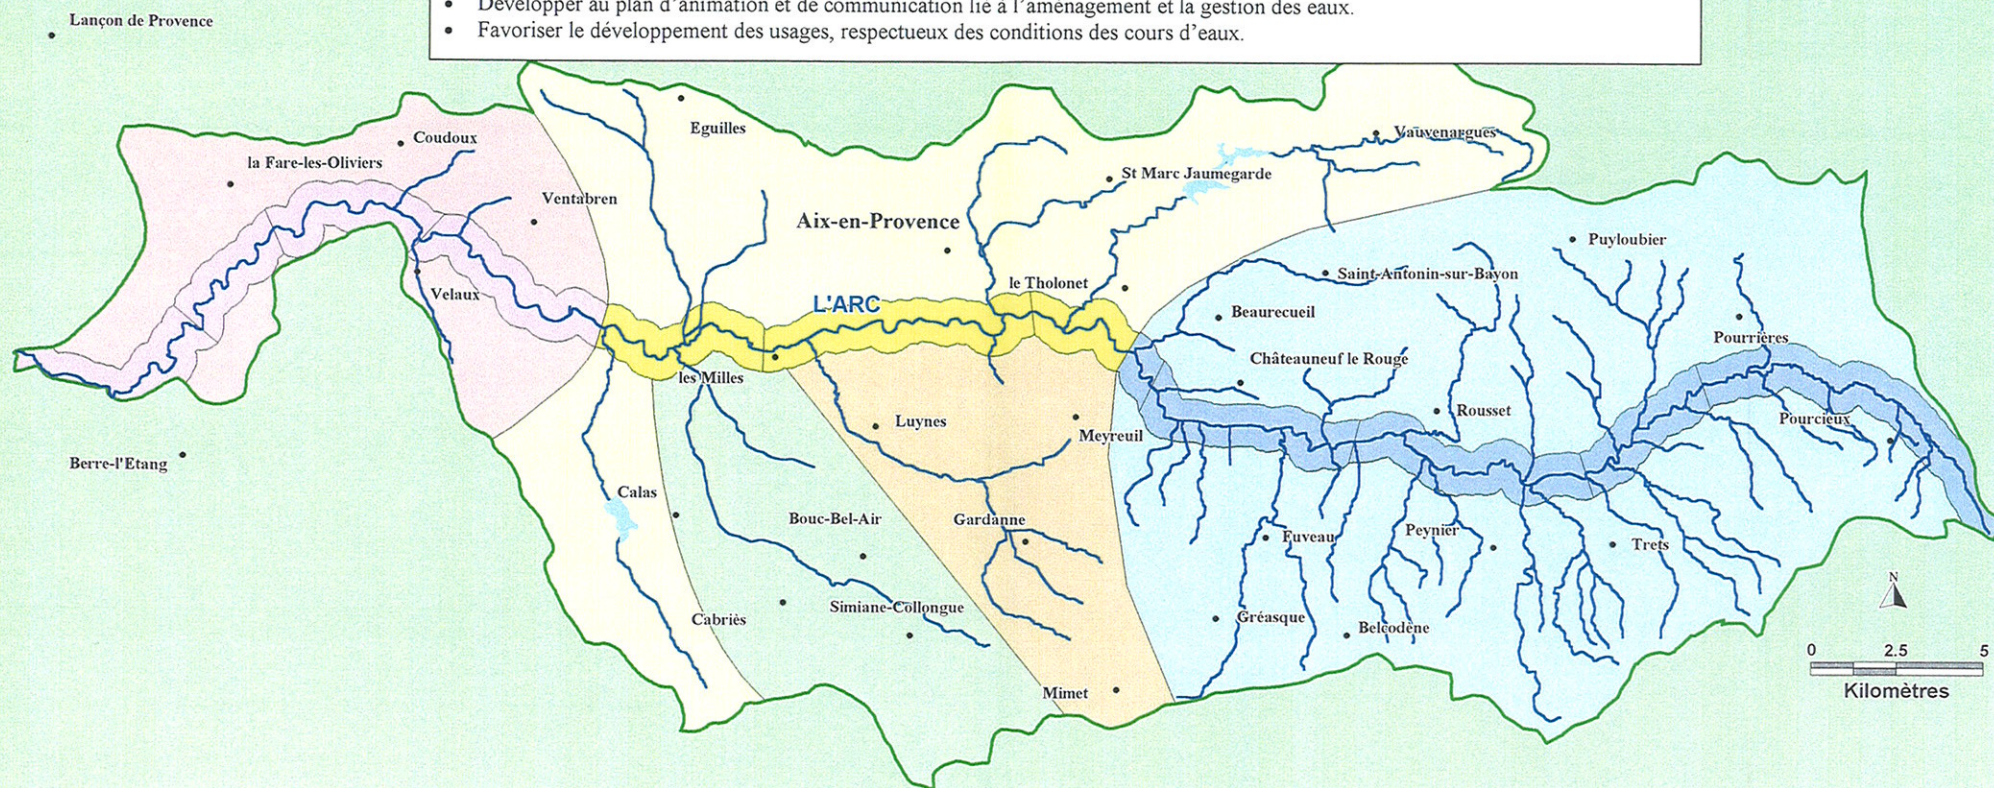 • Développer au plan d'animation et de communication lié à l'aménagement et la gestion des eaux.
• Favoriser le développement des usages, respectueux des conditions des cours d'eaux.
Lançon de Provence
Eguilles
Coudoux
Vauvenargues
la Fare-les-Oliviers
St Marc Jaumegarde
Ventabren
Aix-en-Provence
Puyloubier
Saint-Antonin-sur-Bayon
le Tholonet
Velaux
L'ARC
Beaurecueil
Pourrières
Châteauneuf le Rouge
les Milles
Rousset
Luynes
Pourcieux
Meyreuil
Berre-l'Etang
Calas
Bouc-Bel-Air
Gardanne
Peynier
Fuveau
Trets
N
Simiane-Collongue
Cabriès
Gréasque
Belcodène
0 2.5 5
Kilomètres
Mimet